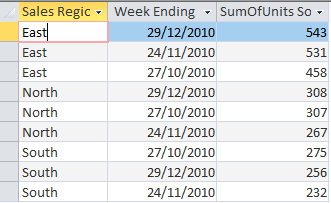 Sales Regic Week Ending SumOfUnits So
East 29/12/2010 543
East 24/11/2010 531
East 27/10/2010 458
North 29/12/2010 308
North 27/10/2010 307
North 24/11/2010 267
South 27/10/2010 275
South 29/12/2010 256
South 24/11/2010 232